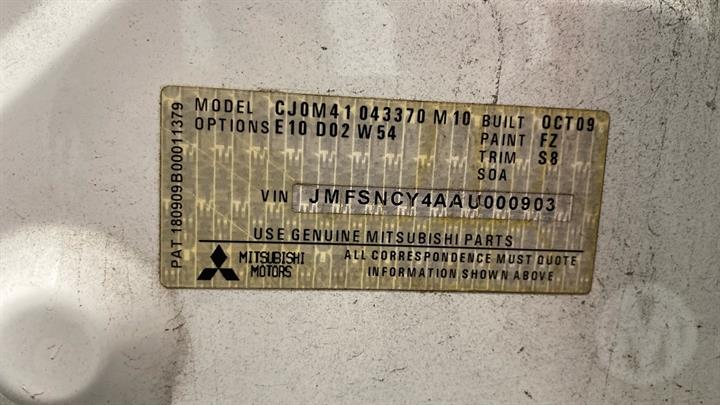 MODEL CJ0M41 043370 M10 BUILT OCT09
OPTIONS E10 D02 W54 PAINT FZ
TRIM S8
SOA
VIN JMFSNCY4AAU000903
USE GENUINE MITSUBISHI PARTS
MITSUBISHI MOTORS
ALL CORRESPONDENCE MUST QUOTE
INFORMATION SHOWN ABOVE
PAT 180909B00011379
M